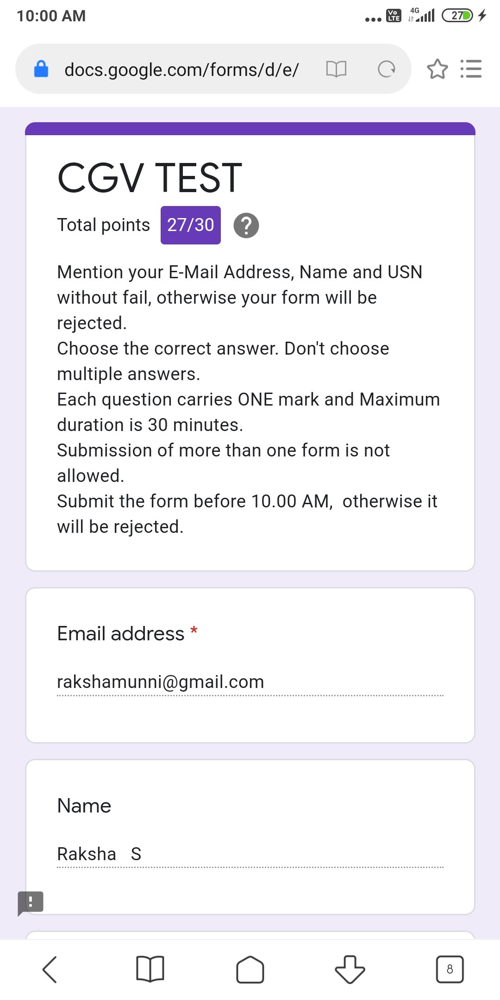 10:00 AM
Vo LTE
4G
27
docs.google.com/forms/d/e/
CGV TEST
Total points 27/30 ?
Mention your E-Mail Address, Name and USN
without fail, otherwise your form will be
rejected.
Choose the correct answer. Don't choose
multiple answers.
Each question carries ONE mark and Maximum
duration is 30 minutes.
Submission of more than one form is not
allowed.
Submit the form before 10.00 AM,  otherwise it
will be rejected.
Email address *
rakshamunni@gmail.com
Name
Raksha   S
8